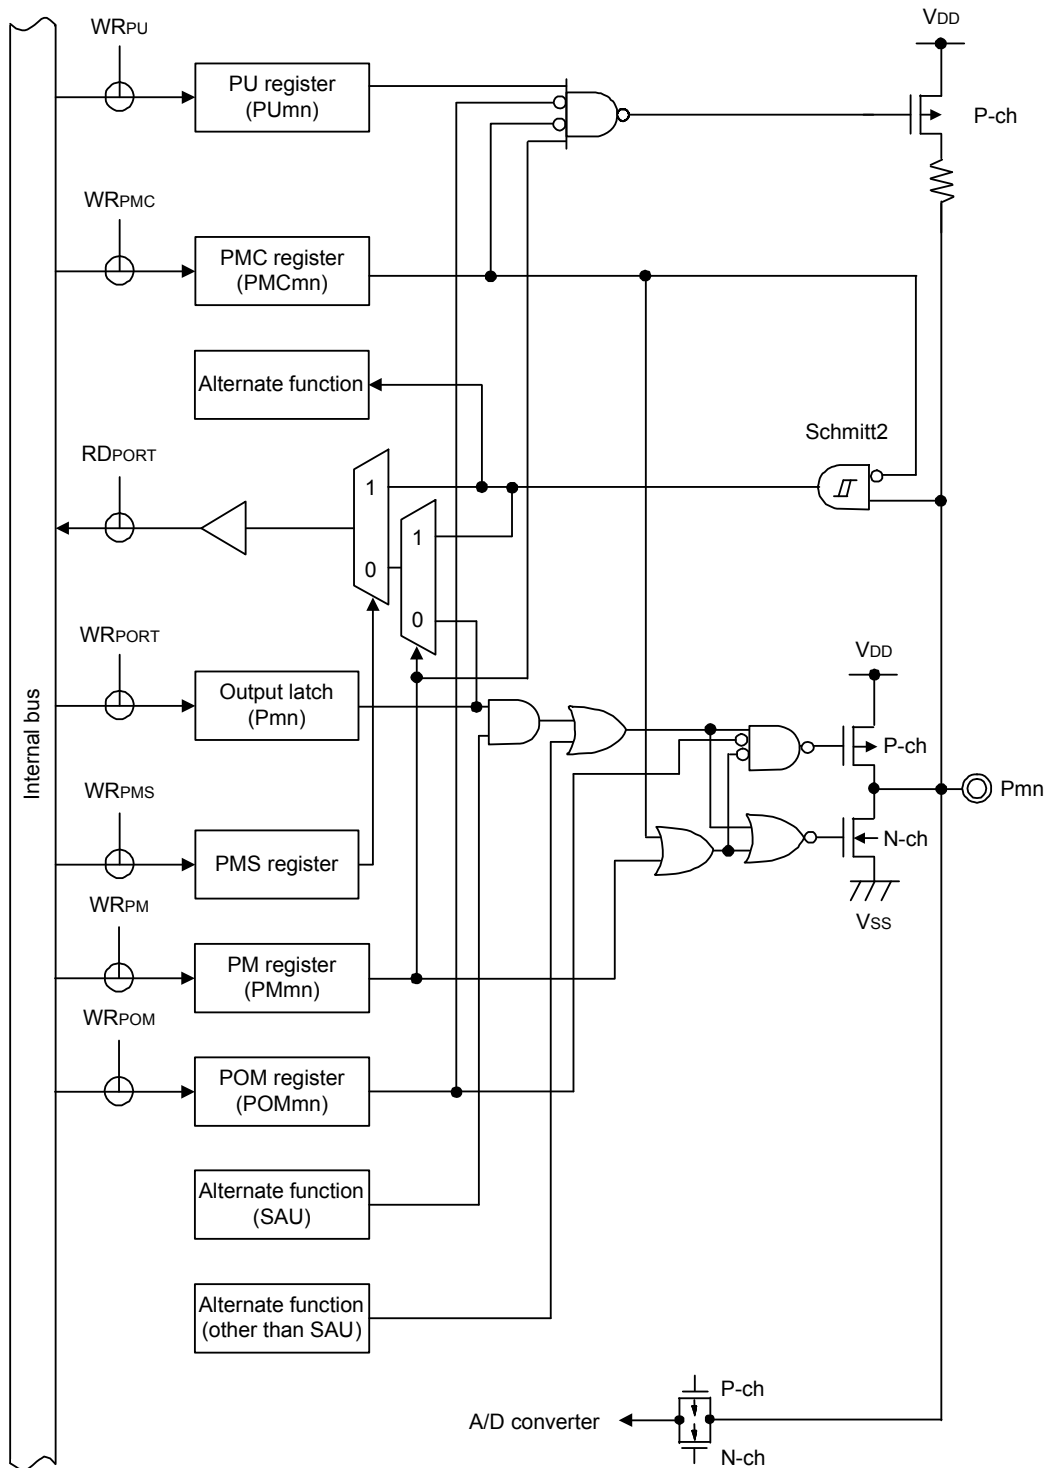 WRPU
VDD
PU register
(PUmn)
P-ch
WRPMC
PMC register
(PMCmn)
Alternate function
Schmitt2
RDPORT
1
1
0
0
WRPORT
VDD
Output latch
(Pmn)
P-ch
Internal bus
Pmn
WRPMS
N-ch
PMS register
WRPM
VSS
PM register
(PMmn)
WRPOM
POM register
(POMmn)
Alternate function
(SAU)
Alternate function
(other than SAU)
P-ch
A/D converter
N-ch